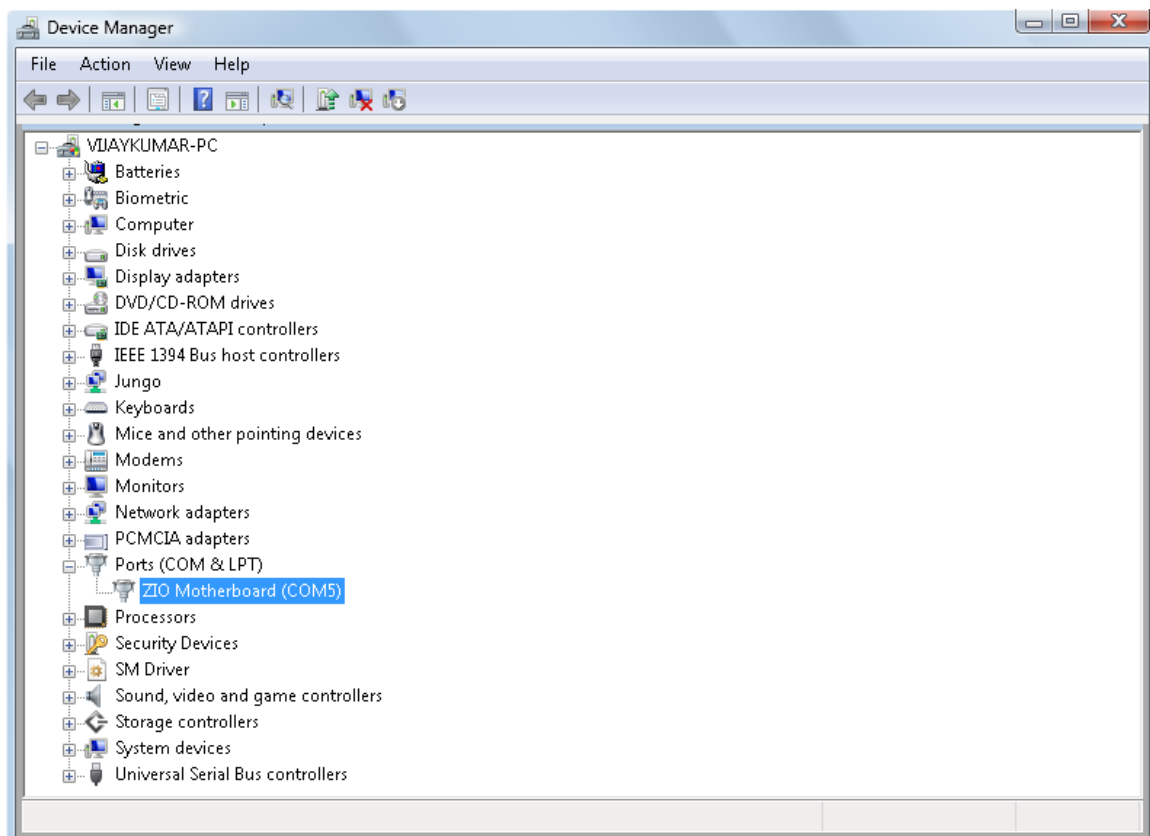 Device Manager
File Action View Help
VIJAYKUMAR-PC
Batteries
Biometric
Computer
Disk drives
Display adapters
DVD/CD-ROM drives
IDE ATA/ATAPI controllers
IEEE 1394 Bus host controllers
Jungo
Keyboards
Mice and other pointing devices
Modems
Monitors
Network adapters
PCMCIA adapters
Ports (COM & LPT)
ZIO Motherboard (COM5)
Processors
Security Devices
SM Driver
Sound, video and game controllers
Storage controllers
System devices
Universal Serial Bus controllers